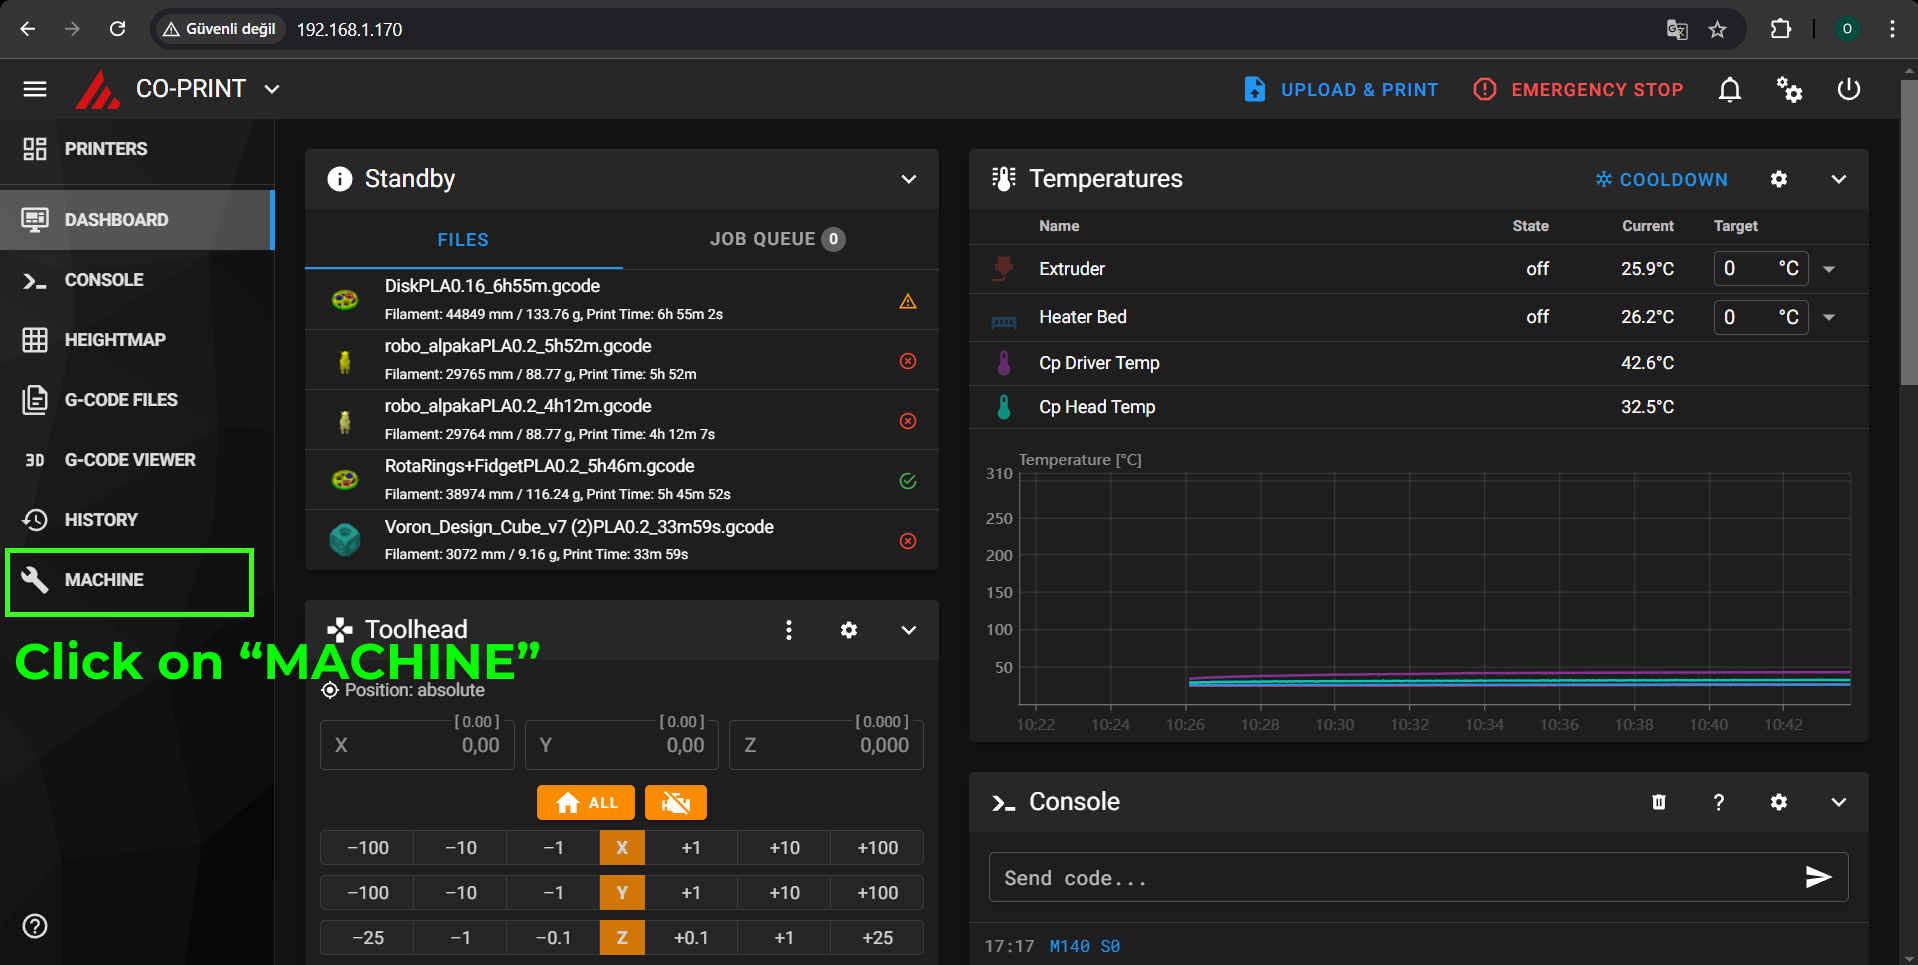 Güvenli değil 192.168.1.170 O
CO-PRINT UPLOAD & PRINT EMERGENCY STOP
PRINTERS
DASHBOARD
CONSOLE
HEIGHTMAP
G-CODE FILES
3D G-CODE VIEWER
HISTORY
MACHINE
Click on “MACHINE”
Standby
FILES JOB QUEUE 0
DiskPLA0.16_6h55m.gcode
Filament: 44849 mm / 133.76 g, Print Time: 6h 55m 2s
robo_alpakaPLA0.2_5h52m.gcode
Filament: 29765 mm / 88.77 g, Print Time: 5h 52m
robo_alpakaPLA0.2_4h12m.gcode
Filament: 29764 mm / 88.77 g, Print Time: 4h 12m 7s
RotaRings+FidgetPLA0.2_5h46m.gcode
Filament: 38974 mm / 116.24 g, Print Time: 5h 45m 52s
Voron_Design_Cube_v7 (2)PLA0.2_33m59s.gcode
Filament: 3072 mm / 9.16 g, Print Time: 33m 59s
Toolhead
Position: absolute
[ 0.00 ] [ 0.00 ] [ 0.000 ]
X 0,00 Y 0,00 Z 0,000
ALL
−100 −10 −1 X +1 +10 +100
−100 −10 −1 Y +1 +10 +100
−25 −1 −0.1 Z +0.1 +1 +25
Temperatures COOLDOWN
Name State Current Target
Extruder off 25.9°C 0 °C
Heater Bed off 26.2°C 0 °C
Cp Driver Temp 42.6°C
Cp Head Temp 32.5°C
Temperature [°C]
310
250
200
150
100
50
10:22 10:24 10:26 10:28 10:30 10:32 10:34 10:36 10:38 10:40 10:42
Console
Send code...
17:17 M140 S0